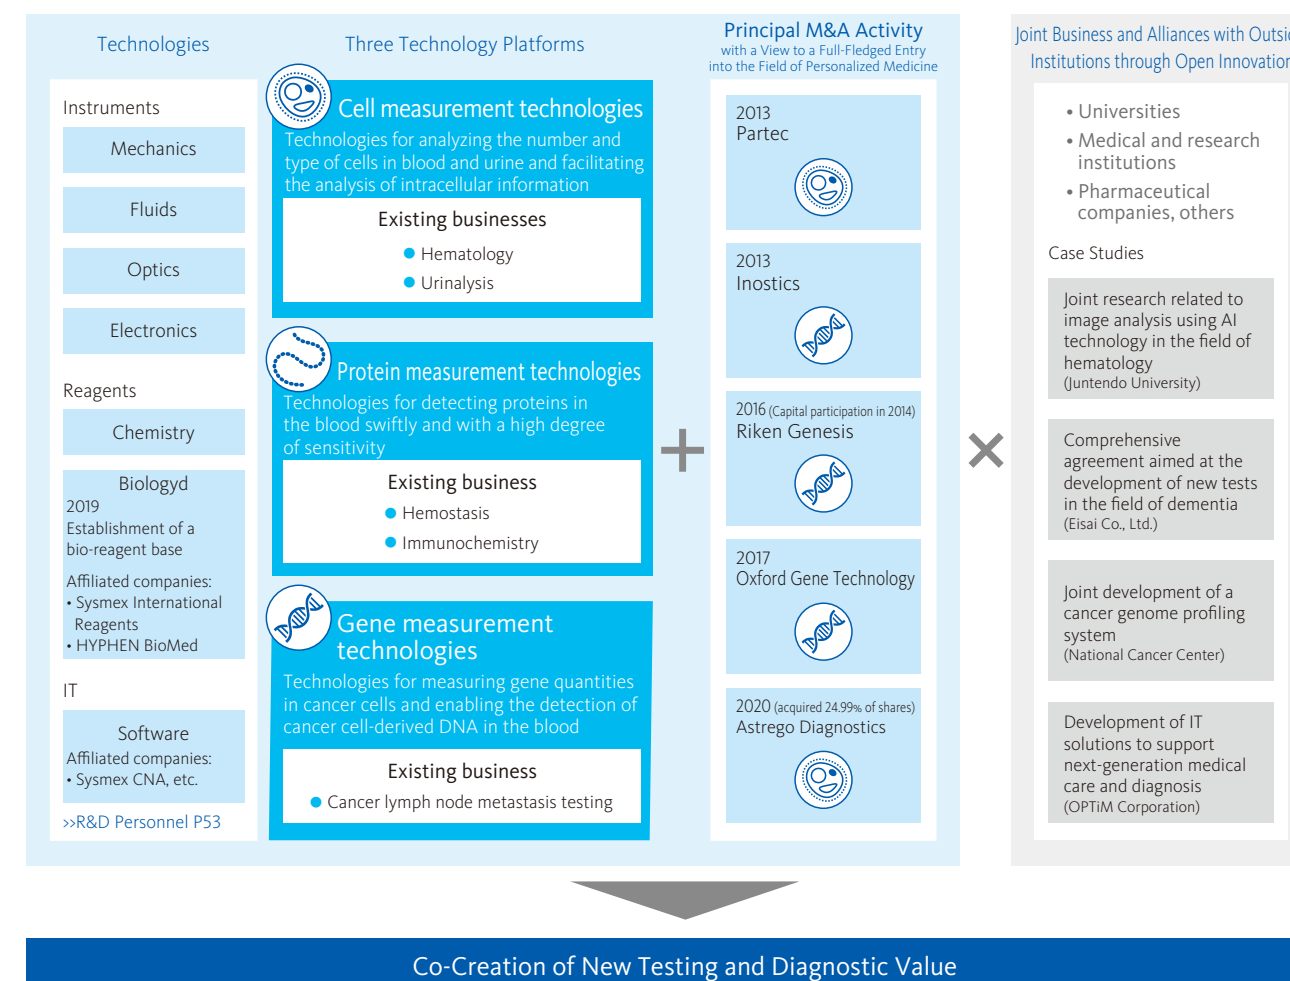 Technologies
Instruments
Mechanics
Fluids
Optics
Electronics
Reagents
Chemistry
Biologyd
2019
Establishment of a
bio-reagent base
Affiliated companies:
• Sysmex International
Reagents
• HYPHEN BioMed
IT
Software
Affiliated companies:
• Sysmex CNA, etc.
>>R&D Personnel P53
Three Technology Platforms
Cell measurement technologies
Technologies for analyzing the number and
type of cells in blood and urine and facilitating
the analysis of intracellular information
Existing businesses
● Hematology
● Urinalysis
Protein measurement technologies
Technologies for detecting proteins in
the blood swiftly and with a high degree
of sensitivity
Existing business
● Hemostasis
● Immunochemistry
Gene measurement
technologies
Technologies for measuring gene quantities
in cancer cells and enabling the detection of
cancer cell-derived DNA in the blood
Existing business
● Cancer lymph node metastasis testing
+
Principal M&A Activity
with a View to a Full-Fledged Entry
into the Field of Personalized Medicine
2013
Partec
2013
Inostics
2016 (Capital participation in 2014)
Riken Genesis
2017
Oxford Gene Technology
2020 (acquired 24.99% of shares)
Astrego Diagnostics
×
Joint Business and Alliances with Outsi
Institutions through Open Innovation
• Universities
• Medical and research
institutions
• Pharmaceutical
companies, others
Case Studies
Joint research related to
image analysis using AI
technology in the field of
hematology
(Juntendo University)
Comprehensive
agreement aimed at the
development of new tests
in the field of dementia
(Eisai Co., Ltd.)
Joint development of a
cancer genome profiling
system
(National Cancer Center)
Development of IT
solutions to support
next-generation medical
care and diagnosis
(OPTiM Corporation)
Co-Creation of New Testing and Diagnostic Value